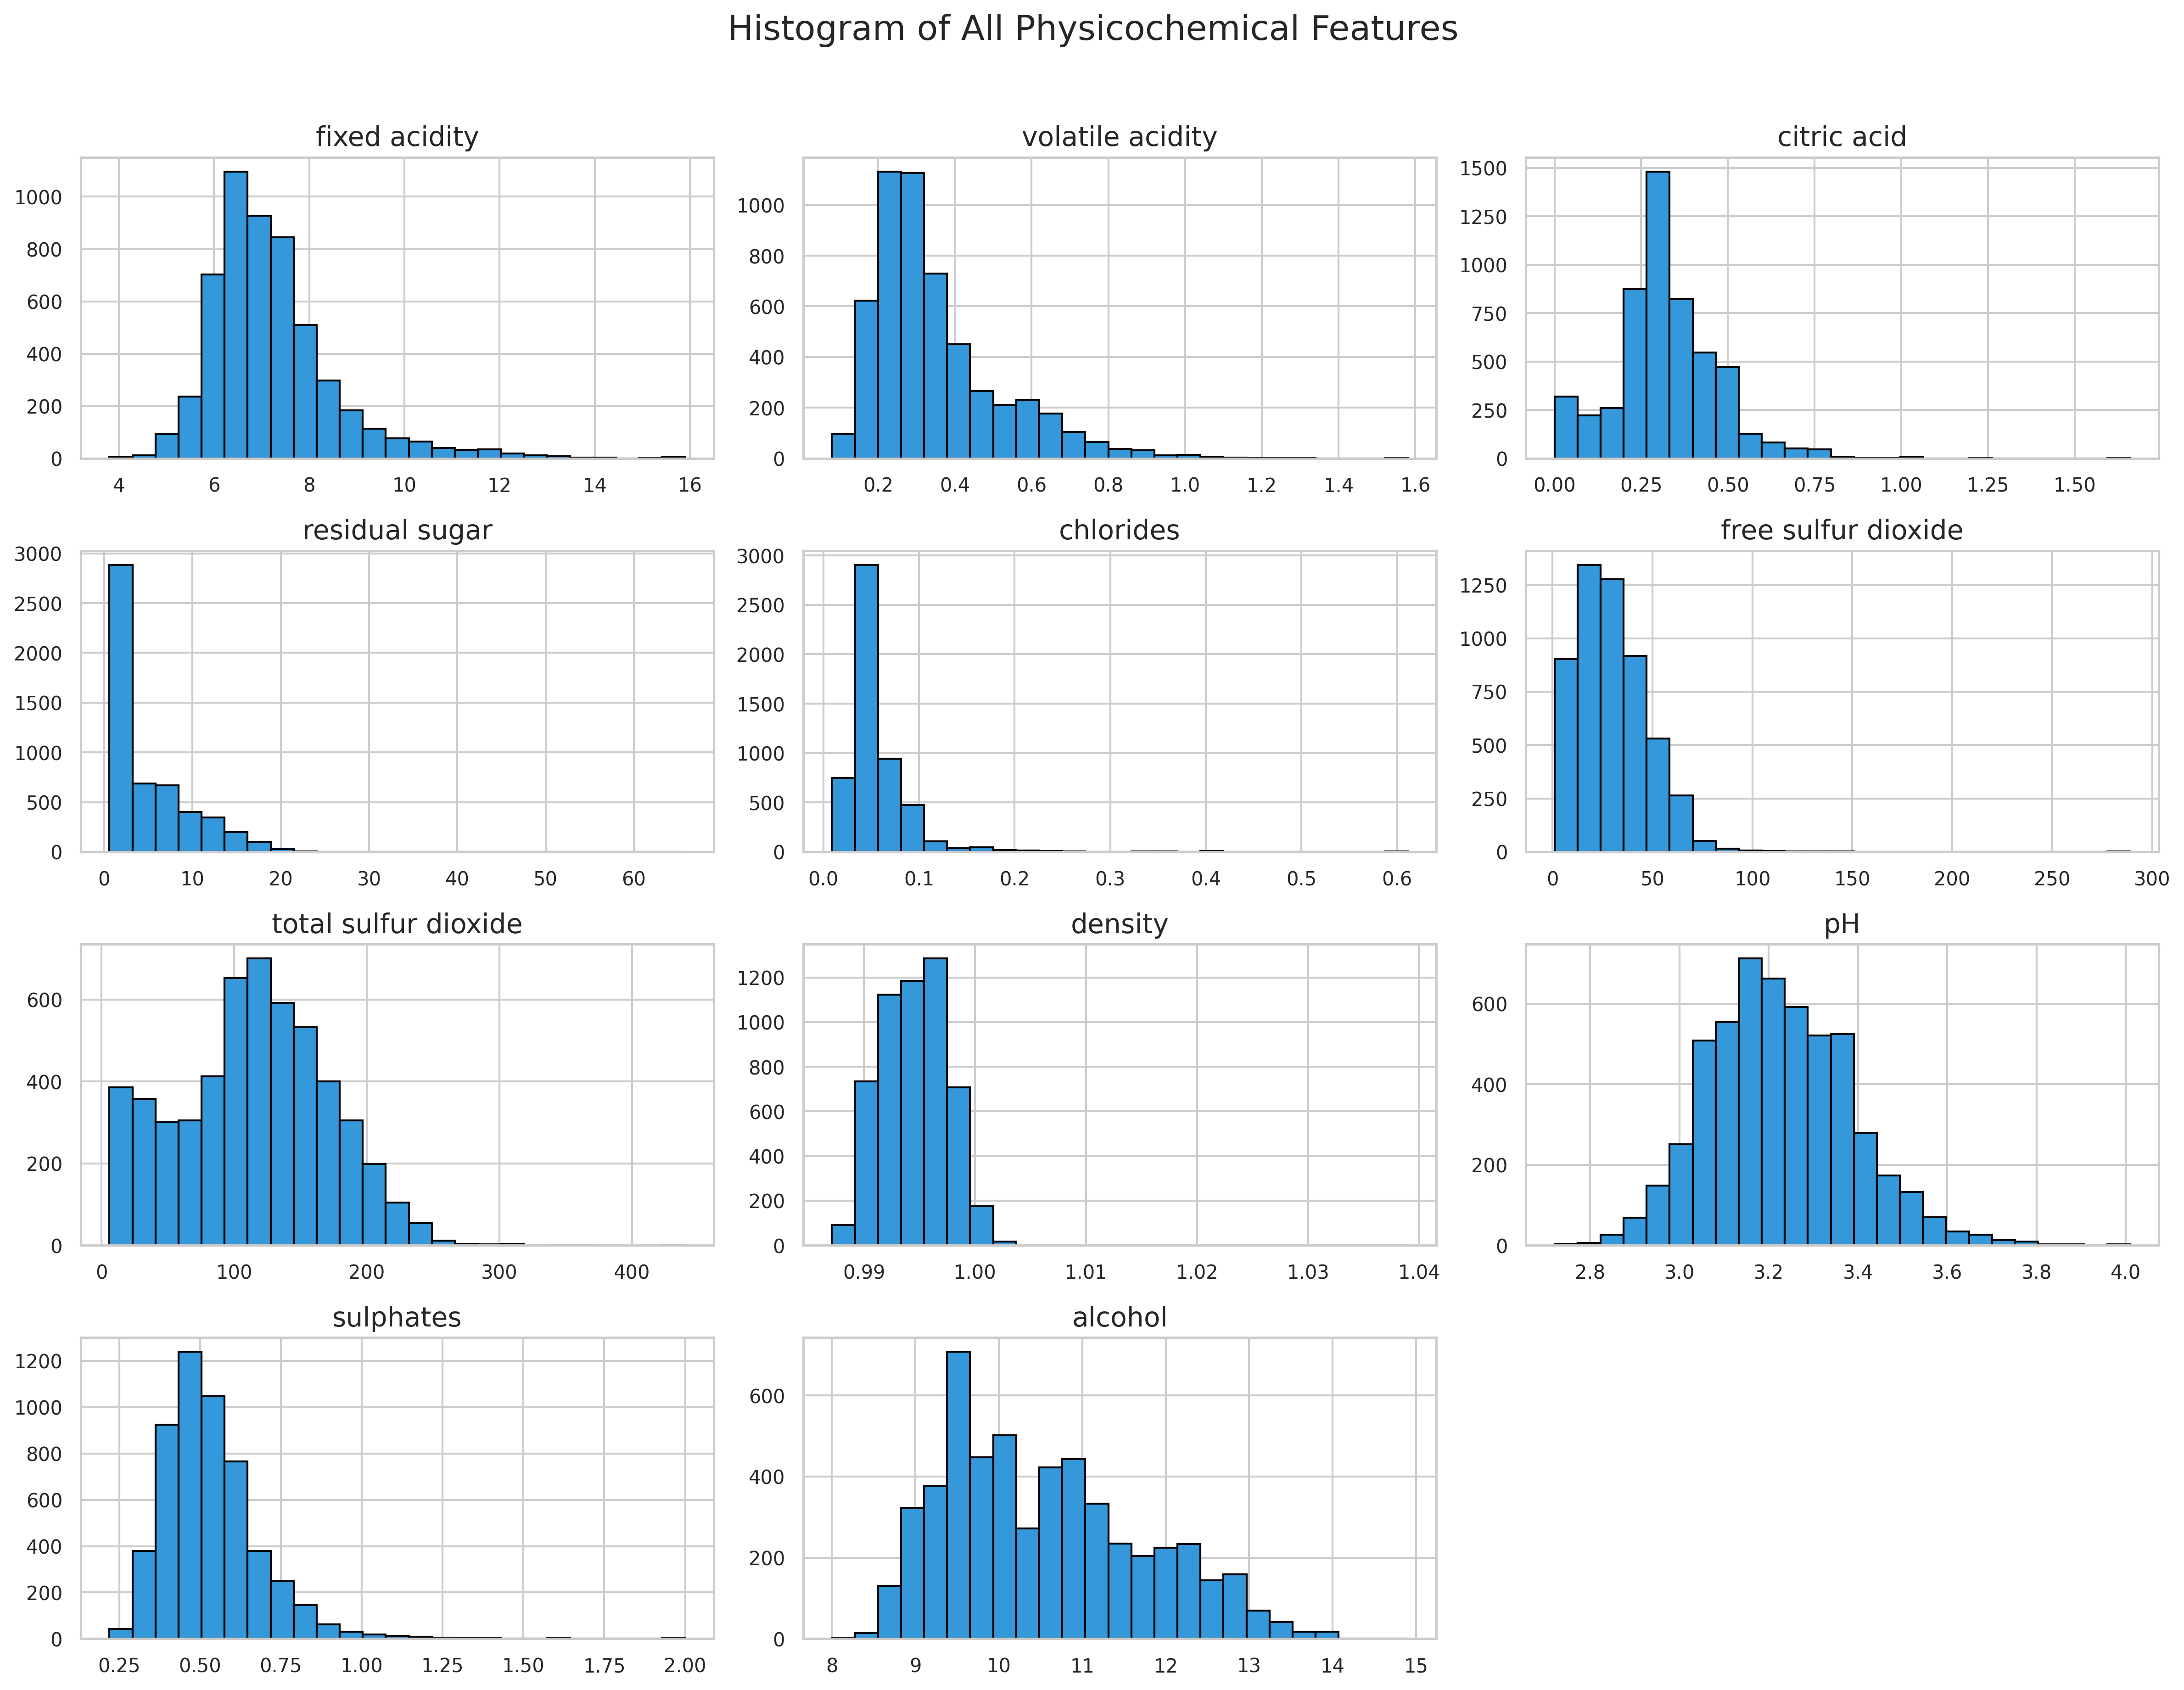 Histogram of All Physicochemical Features
fixed acidity
1000
800
600
400
200
0
4 6 8 10 12 14 16
volatile acidity
1000
800
600
400
200
0
0.2 0.4 0.6 0.8 1.0 1.2 1.4 1.6
citric acid
1500
1250
1000
750
500
250
0
0.00 0.25 0.50 0.75 1.00 1.25 1.50
residual sugar
3000
2500
2000
1500
1000
500
0
0 10 20 30 40 50 60
chlorides
3000
2500
2000
1500
1000
500
0
0.0 0.1 0.2 0.3 0.4 0.5 0.6
free sulfur dioxide
1250
1000
750
500
250
0
0 50 100 150 200 250 300
total sulfur dioxide
600
400
200
0
0 100 200 300 400
density
1200
1000
800
600
400
200
0
0.99 1.00 1.01 1.02 1.03 1.04
pH
600
400
200
0
2.8 3.0 3.2 3.4 3.6 3.8 4.0
sulphates
1200
1000
800
600
400
200
0
0.25 0.50 0.75 1.00 1.25 1.50 1.75 2.00
alcohol
600
400
200
0
8 9 10 11 12 13 14 15